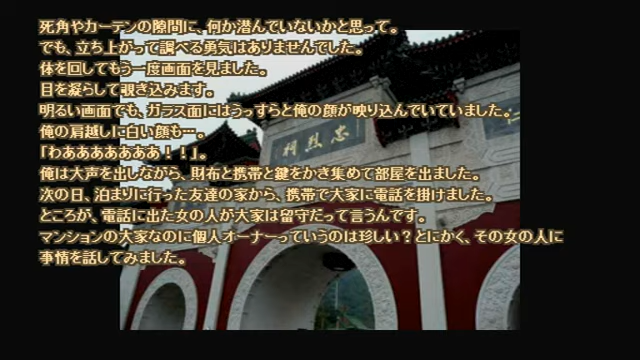 死角やカーテンの隙間に、何か潜んでいないかと思って。
でも、立ち上がって調べる勇気はありませんでした。
体を回してもう一度画面を見ました。
目を凝らして覗き込みます。
明るい画面でも、ガラス面にはうっすらと俺の顔が映り込んでいていました。
俺の肩越しに白い顔も…。
「わあああああああ！！」。
俺は大声を出しながら、財布と携帯と鍵をかき集めて部屋を出ました。
次の日、泊まりに行った友達の家から、携帯で大家に電話を掛けました。
ところが、電話に出た女の人が大家は留守だって言うんです。
マンションの大家なのに個人オーナーっていうのは珍しい？とにかく、その女の人に
事情を話してみました。
祠烈忠